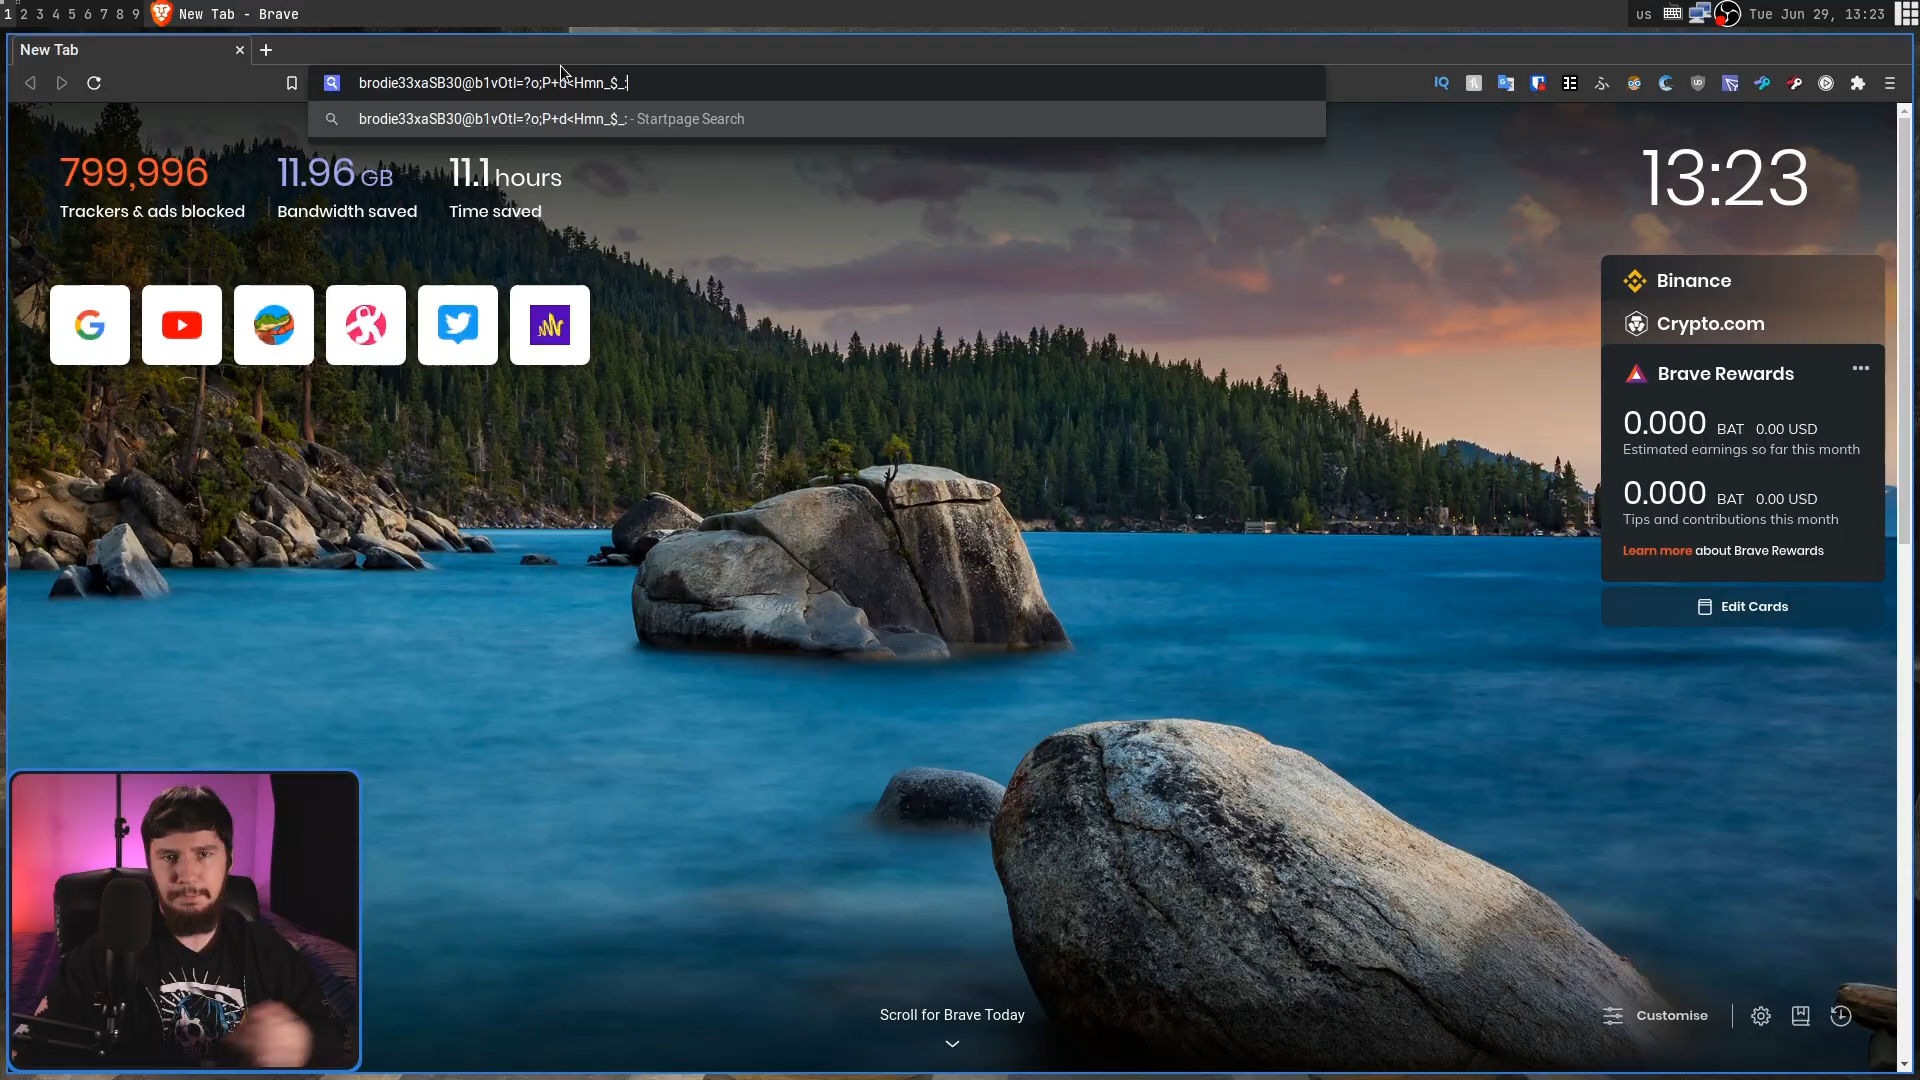 1 2 3 4 5 6 7 8 9 New Tab - Brave us Tue Jun 29, 13:23
New Tab
brodie33xaSB30@b1vOtl=?o;P+d<Hmn_$_:
IQ
brodie33xaSB30@b1vOtl=?o;P+d<Hmn_$_: - Startpage Search
799,996
Trackers & ads blocked
11.96 GB
Bandwidth saved
11.1 hours
Time saved
13:23
Binance
Crypto.com
Brave Rewards
0.000 BAT 0.00 USD
Estimated earnings so far this month
0.000 BAT 0.00 USD
Tips and contributions this month
Learn more about Brave Rewards
Edit Cards
Scroll for Brave Today
Customise